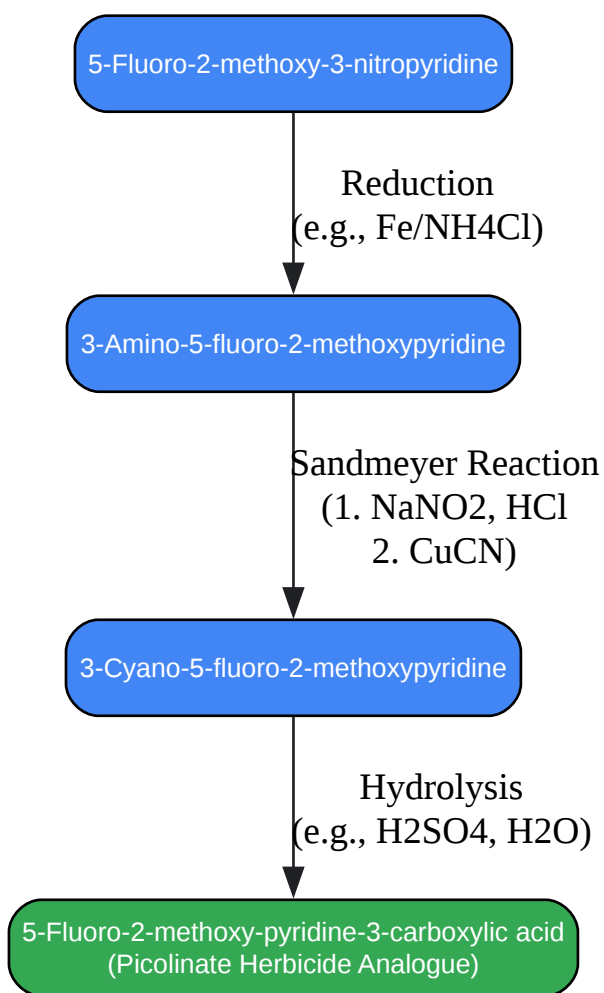 5-Fluoro-2-methoxy-3-nitropyridine
Reduction
(e.g., Fe/NH4Cl)
3-Amino-5-fluoro-2-methoxypyridine
Sandmeyer Reaction
(1. NaNO2, HCl
2. CuCN)
3-Cyano-5-fluoro-2-methoxypyridine
Hydrolysis
(e.g., H2SO4, H2O)
5-Fluoro-2-methoxy-pyridine-3-carboxylic acid
(Picolinate Herbicide Analogue)